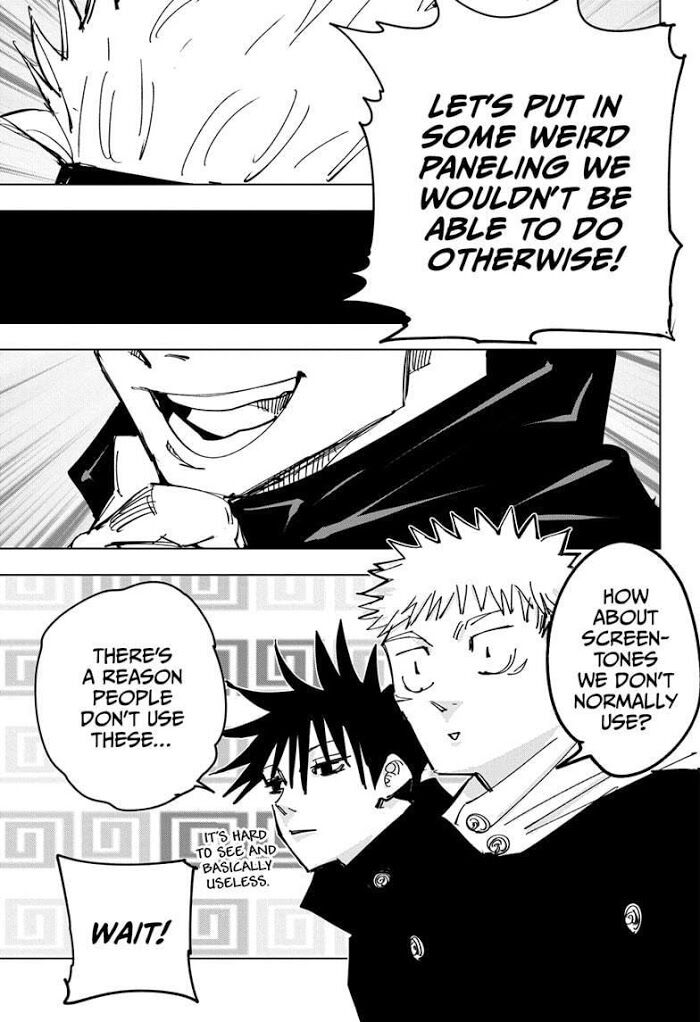 LET'S PUT IN
SOME WEIRD
PANELING WE
WOULDN'T BE
ABLE TO DO
OTHERWISE!
HOW
ABOUT
SCREEN-
TONES
WE DON'T
NORMALLY
USE?
THERE'S
A REASON
PEOPLE
DON'T USE
THESE...
IT'S HARD
TO SEE AND
BASICALLY
USELESS.
WAIT!